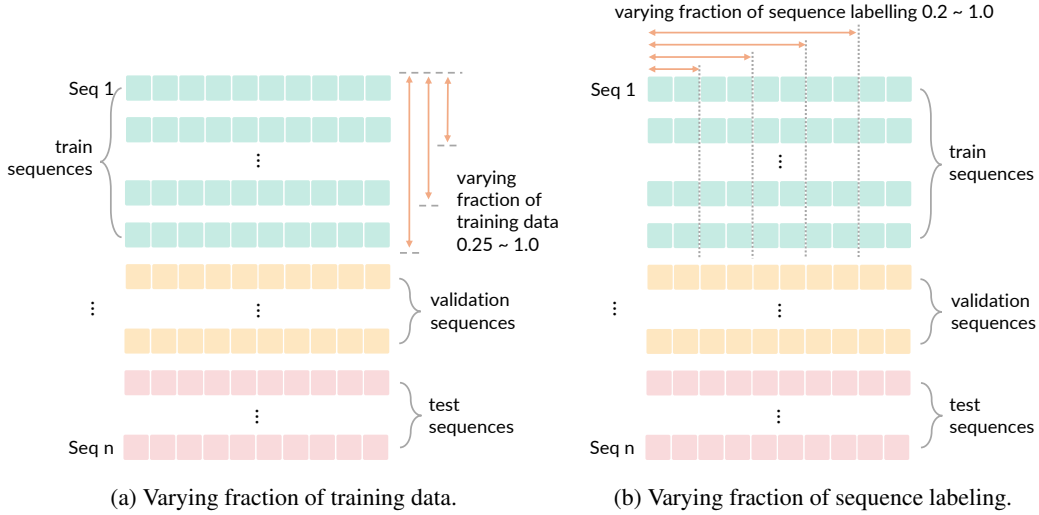 Seq 1
train
sequences
varying
fraction of
training data
0.25 ~ 1.0
validation
sequences
test
sequences
Seq n
(a) Varying fraction of training data.
varying fraction of sequence labelling 0.2 ~ 1.0
Seq 1
train
sequences
validation
sequences
test
sequences
Seq n
(b) Varying fraction of sequence labeling.